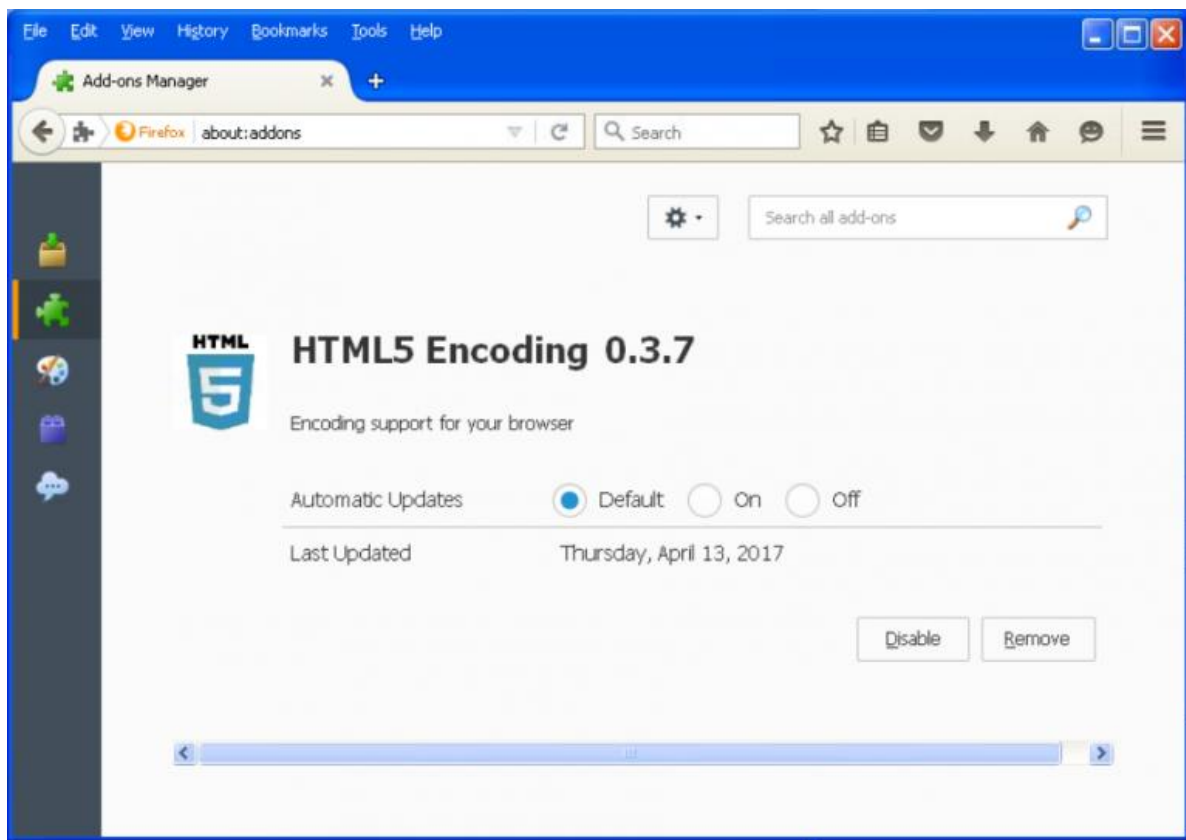 File Edit View History Bookmarks Tools Help
Add-ons Manager
Firefox about:addons Search
Search all add-ons
HTML
5
HTML5 Encoding 0.3.7
Encoding support for your browser
Automatic Updates Default On Off
Last Updated Thursday, April 13, 2017
Disable Remove